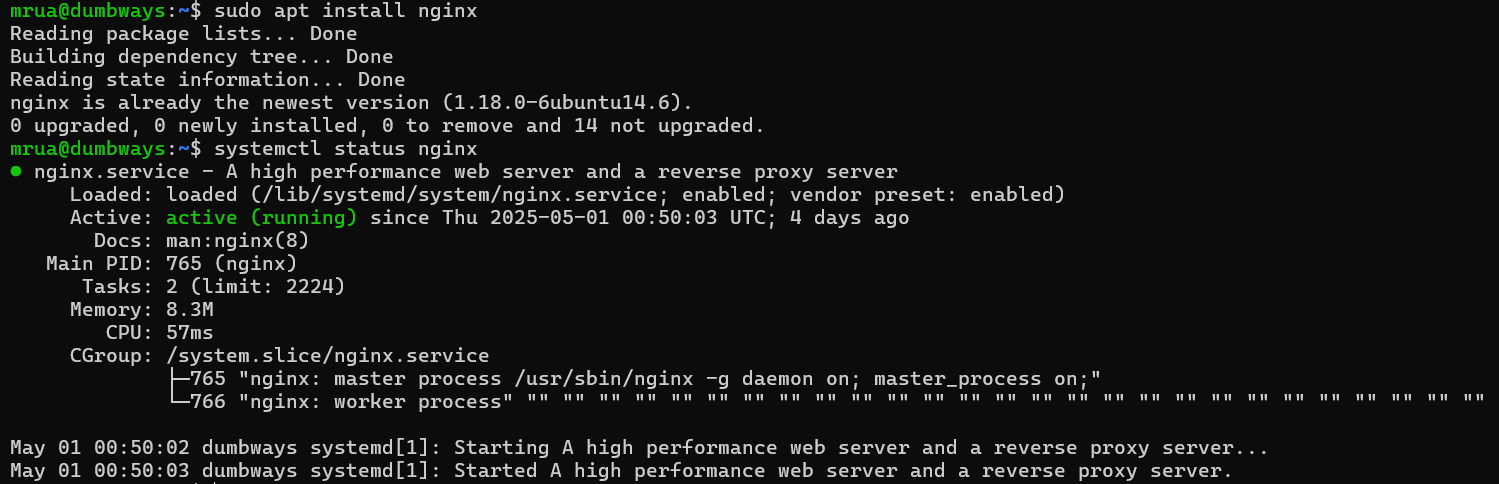 mrua@dumbways:~$ sudo apt install nginx
Reading package lists... Done
Building dependency tree... Done
Reading state information... Done
nginx is already the newest version (1.18.0-6ubuntu14.6).
0 upgraded, 0 newly installed, 0 to remove and 14 not upgraded.
mrua@dumbways:~$ systemctl status nginx
● nginx.service - A high performance web server and a reverse proxy server
     Loaded: loaded (/lib/systemd/system/nginx.service; enabled; vendor preset: enabled)
     Active: active (running) since Thu 2025-05-01 00:50:03 UTC; 4 days ago
       Docs: man:nginx(8)
   Main PID: 765 (nginx)
      Tasks: 2 (limit: 2224)
     Memory: 8.3M
        CPU: 57ms
     CGroup: /system.slice/nginx.service
             ├─765 "nginx: master process /usr/sbin/nginx -g daemon on; master_process on;"
             └─766 "nginx: worker process" "" "" "" "" "" "" "" "" "" "" "" "" "" "" "" "" "" "" "" "" "" "" "" "" "" "" ""

May 01 00:50:02 dumbways systemd[1]: Starting A high performance web server and a reverse proxy server...
May 01 00:50:03 dumbways systemd[1]: Started A high performance web server and a reverse proxy server.